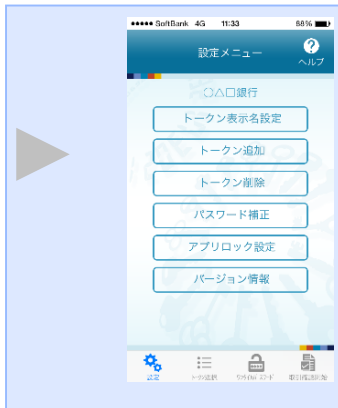 SoftBank 4G 11:33 88%
設定メニュー
ヘルプ
○△□銀行
トークン表示名設定
トークン追加
トークン削除
パスワード補正
アプリロック設定
バージョン情報
設定